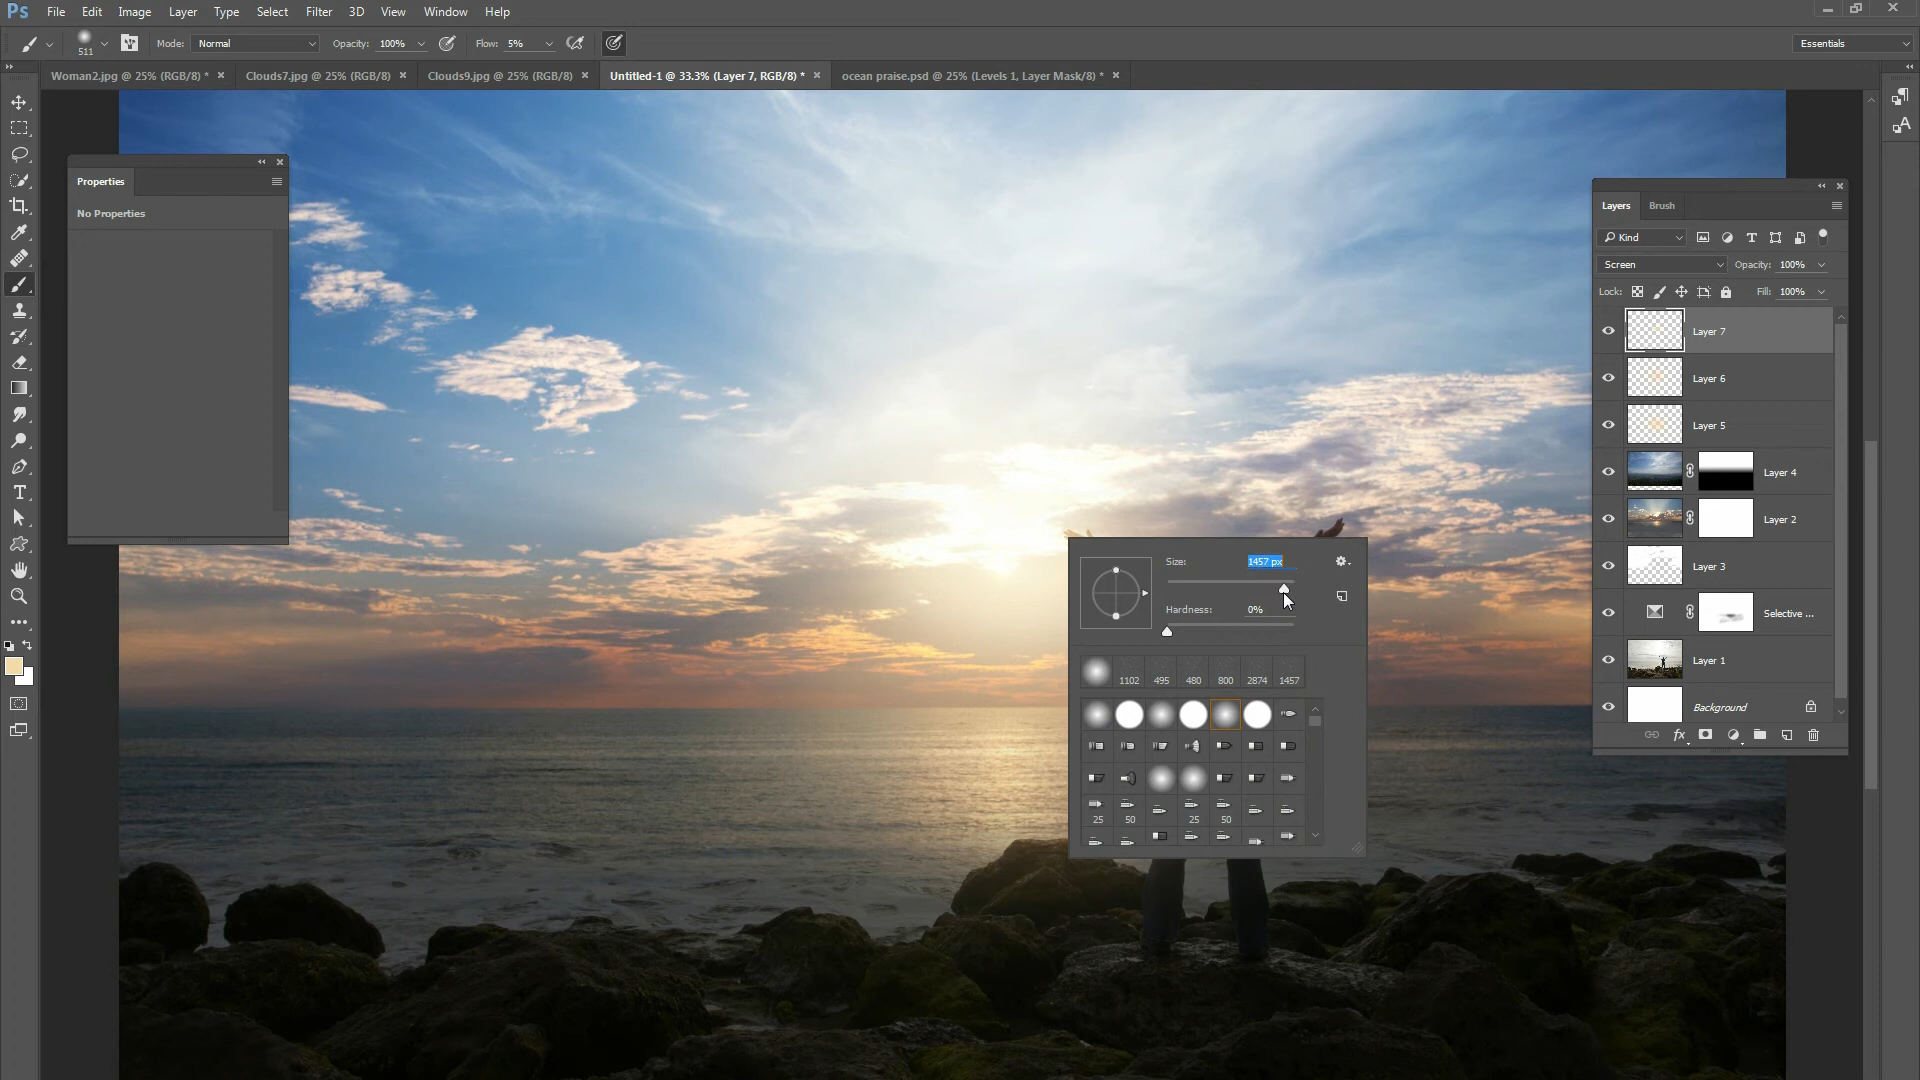 Ps File Edit Image Layer Type Select Filter 3D View Window Help
511 Mode: Normal Opacity: 100% Flow: 5% Essentials
Woman2.jpg @ 25% (RGB/8) * Clouds7.jpg @ 25% (RGB/8) Clouds9.jpg @ 25% (RGB/8) Untitled-1 @ 33.3% (Layer 7, RGB/8) * ocean praise.psd @ 25% (Levels 1, Layer Mask/8) *
Properties
No Properties
Layers Brush
Kind
Screen Opacity: 100%
Lock: Fill: 100%
Layer 7
Layer 6
Layer 5
Layer 4
Layer 2
Layer 3
Selective ...
Layer 1
Background
fx
Size: 1457 px
Hardness: 0%
1102 495 480 800 2874 1457
25 50 25 50